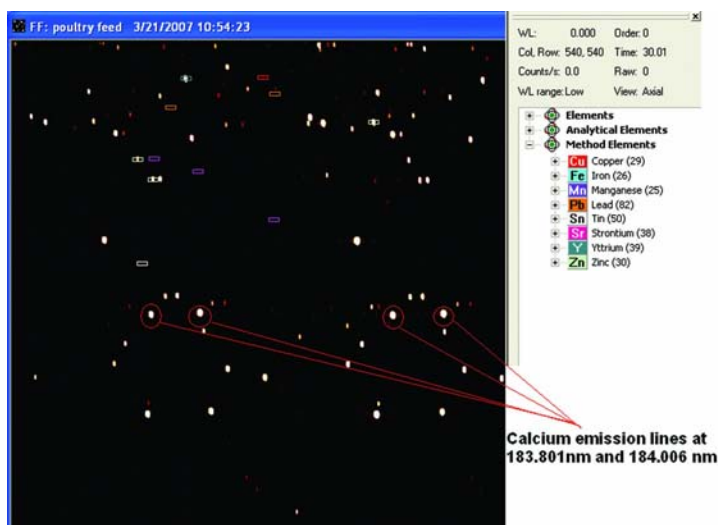 FF: poultry feed 3/21/2007 10:54:23
WL: 0.000 Order: 0
Col, Row: 540, 540 Time: 30.01
Counts/s: 0.0 Raw: 0
WL range: Low View: Axial
Elements
Analytical Elements
Method Elements
Cu Copper (29)
Fe Iron (26)
Mn Manganese (25)
Pb Lead (82)
Sn Tin (50)
Sr Strontium (38)
Y Yttrium (39)
Zn Zinc (30)
Calcium emission lines at
183.801nm and 184.006 nm